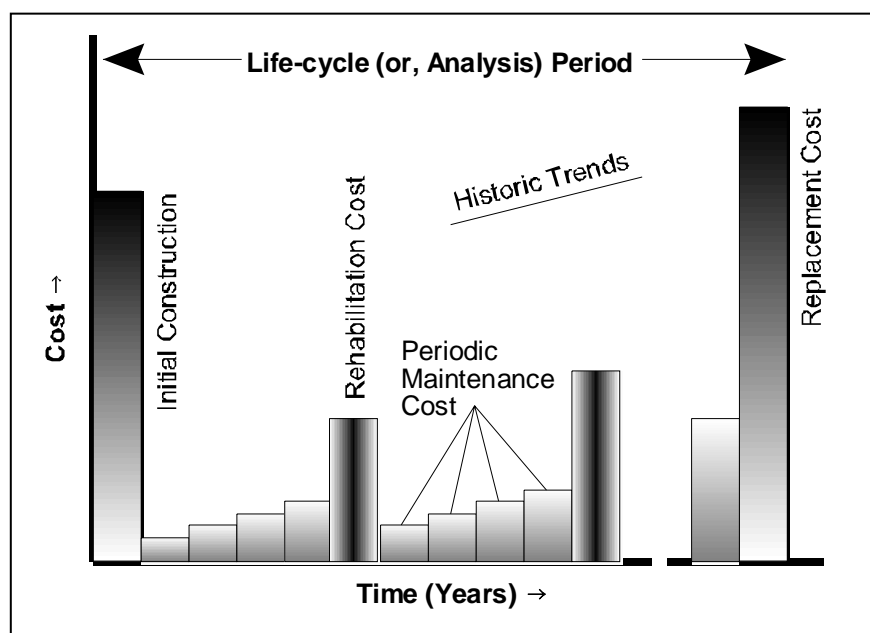 Life-cycle (or, Analysis) Period
Historic Trends
Cost →
Initial Construction
Rehabilitation Cost
Periodic
Maintenance
Cost
Replacement Cost
Time (Years) →